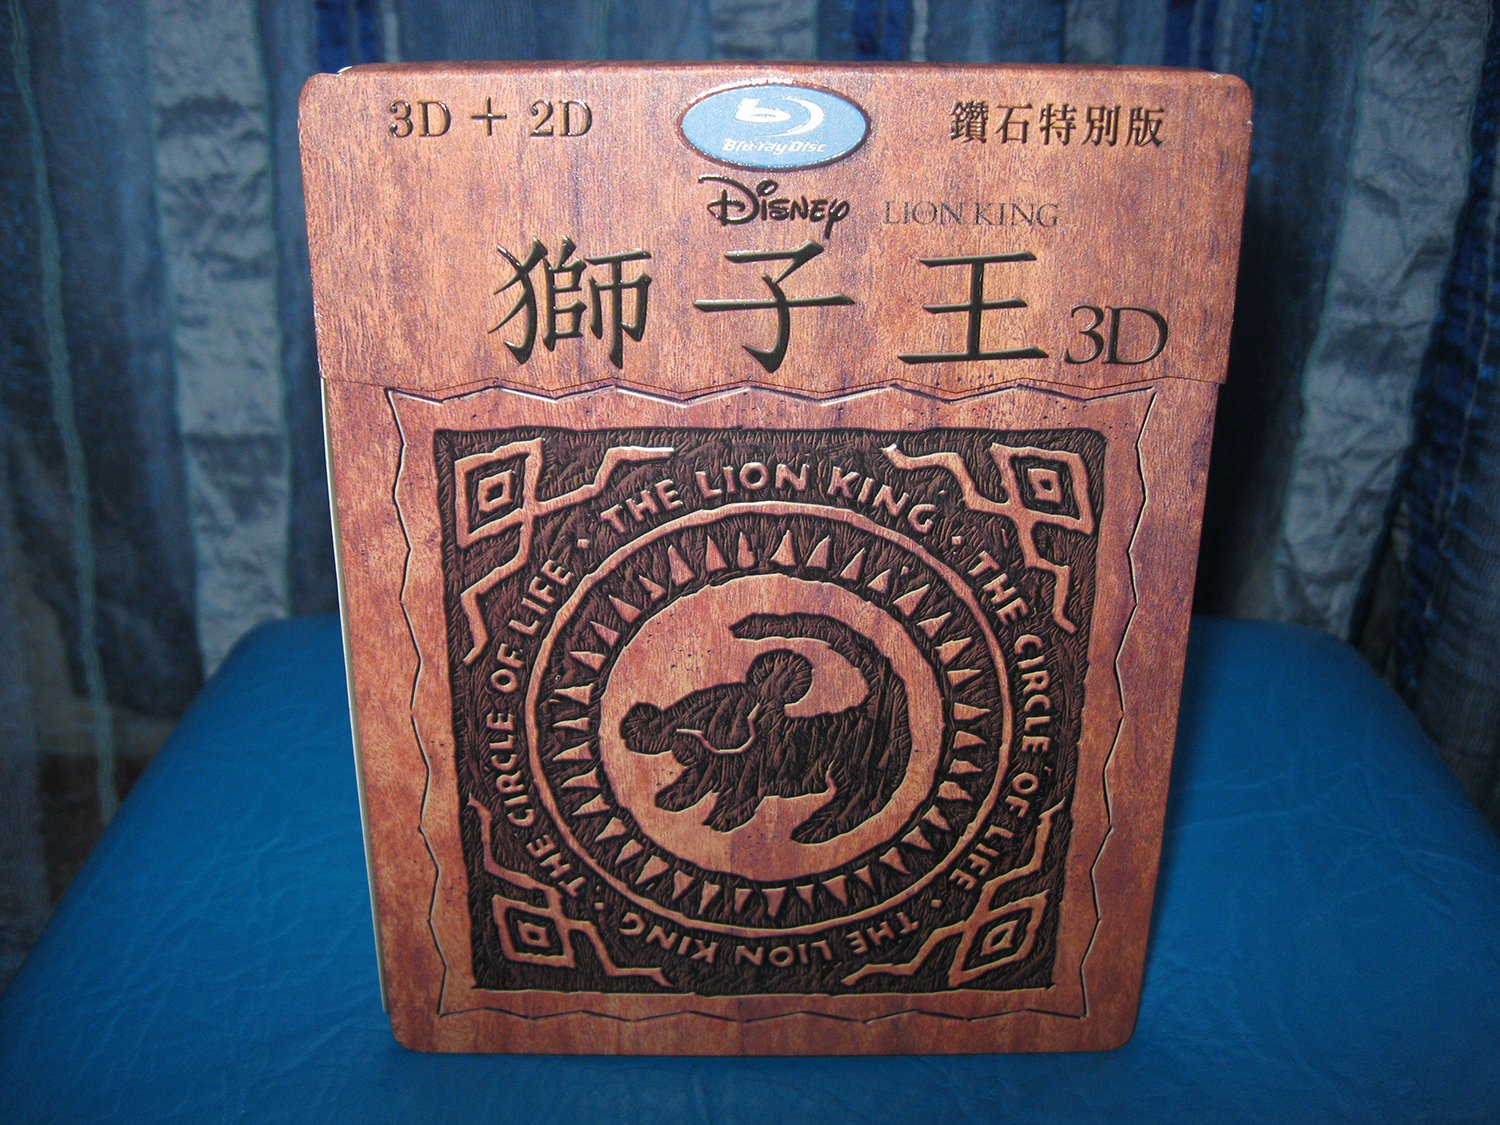 3D + 2D
Blu-ray Disc
鑽石特別版
Disney
LION KING
獅子王 3D
THE LION KING · THE CIRCLE OF LIFE · THE LION KING · THE CIRCLE OF LIFE ·